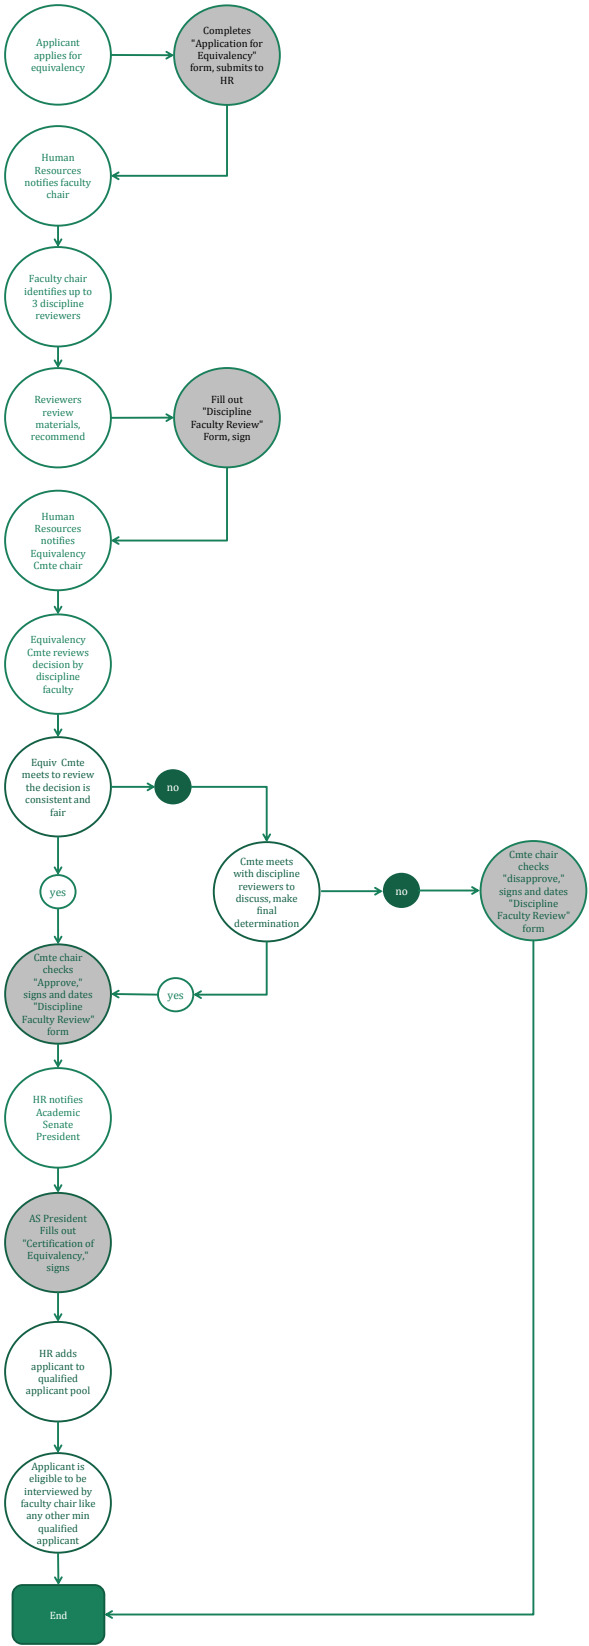 Applicant
applies for
equivalency
Completes
"Application for
Equivalency"
form, submits to
HR
Human
Resources
notifies faculty
chair
Faculty chair
identifies up to
3 discipline
reviewers
Reviewers
review
materials,
recommend
Fill out
"Discipline
Faculty Review"
Form, sign
Human
Resources
notifies
Equivalency
Cmte chair
Equivalency
Cmte reviews
decision by
discipline
faculty
Equiv Cmte
meets to review
the decision is
consistent and
fair
no
Cmte meets
with discipline
reviewers to
discuss, make
final
determination
no
Cmte chair
checks
"disapprove,"
signs and dates
"Discipline
Faculty Review"
form
yes
yes
Cmte chair
checks
"Approve,"
signs and dates
"Discipline
Faculty Review"
form
HR notifies
Academic
Senate
President
AS President
Fills out
"Certification of
Equivalency,"
signs
HR adds
applicant to
qualified
applicant pool
Applicant is
eligible to be
interviewed by
faculty chair like
any other min
qualified
applicant
End